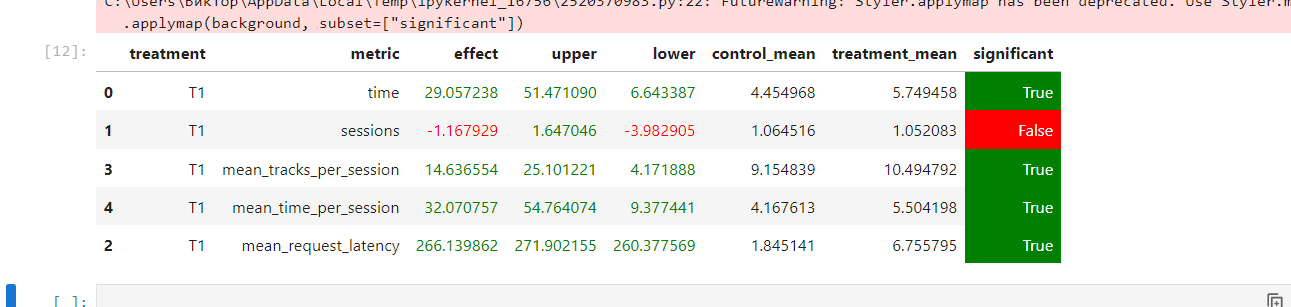 C:\Users\ВикТор\AppData\Local\Temp\ipykernel_16756\2520370983.py:22: FutureWarning: Styler.applymap has been deprecated. Use Styler.m
.applymap(background, subset=["significant"])
[12]:
treatment metric effect upper lower control_mean treatment_mean significant
0 T1 time 29.057238 51.471090 6.643387 4.454968 5.749458 True
1 T1 sessions -1.167929 1.647046 -3.982905 1.064516 1.052083 False
3 T1 mean_tracks_per_session 14.636554 25.101221 4.171888 9.154839 10.494792 True
4 T1 mean_time_per_session 32.070757 54.764074 9.377441 4.167613 5.504198 True
2 T1 mean_request_latency 266.139862 271.902155 260.377569 1.845141 6.755795 True
[ ]: